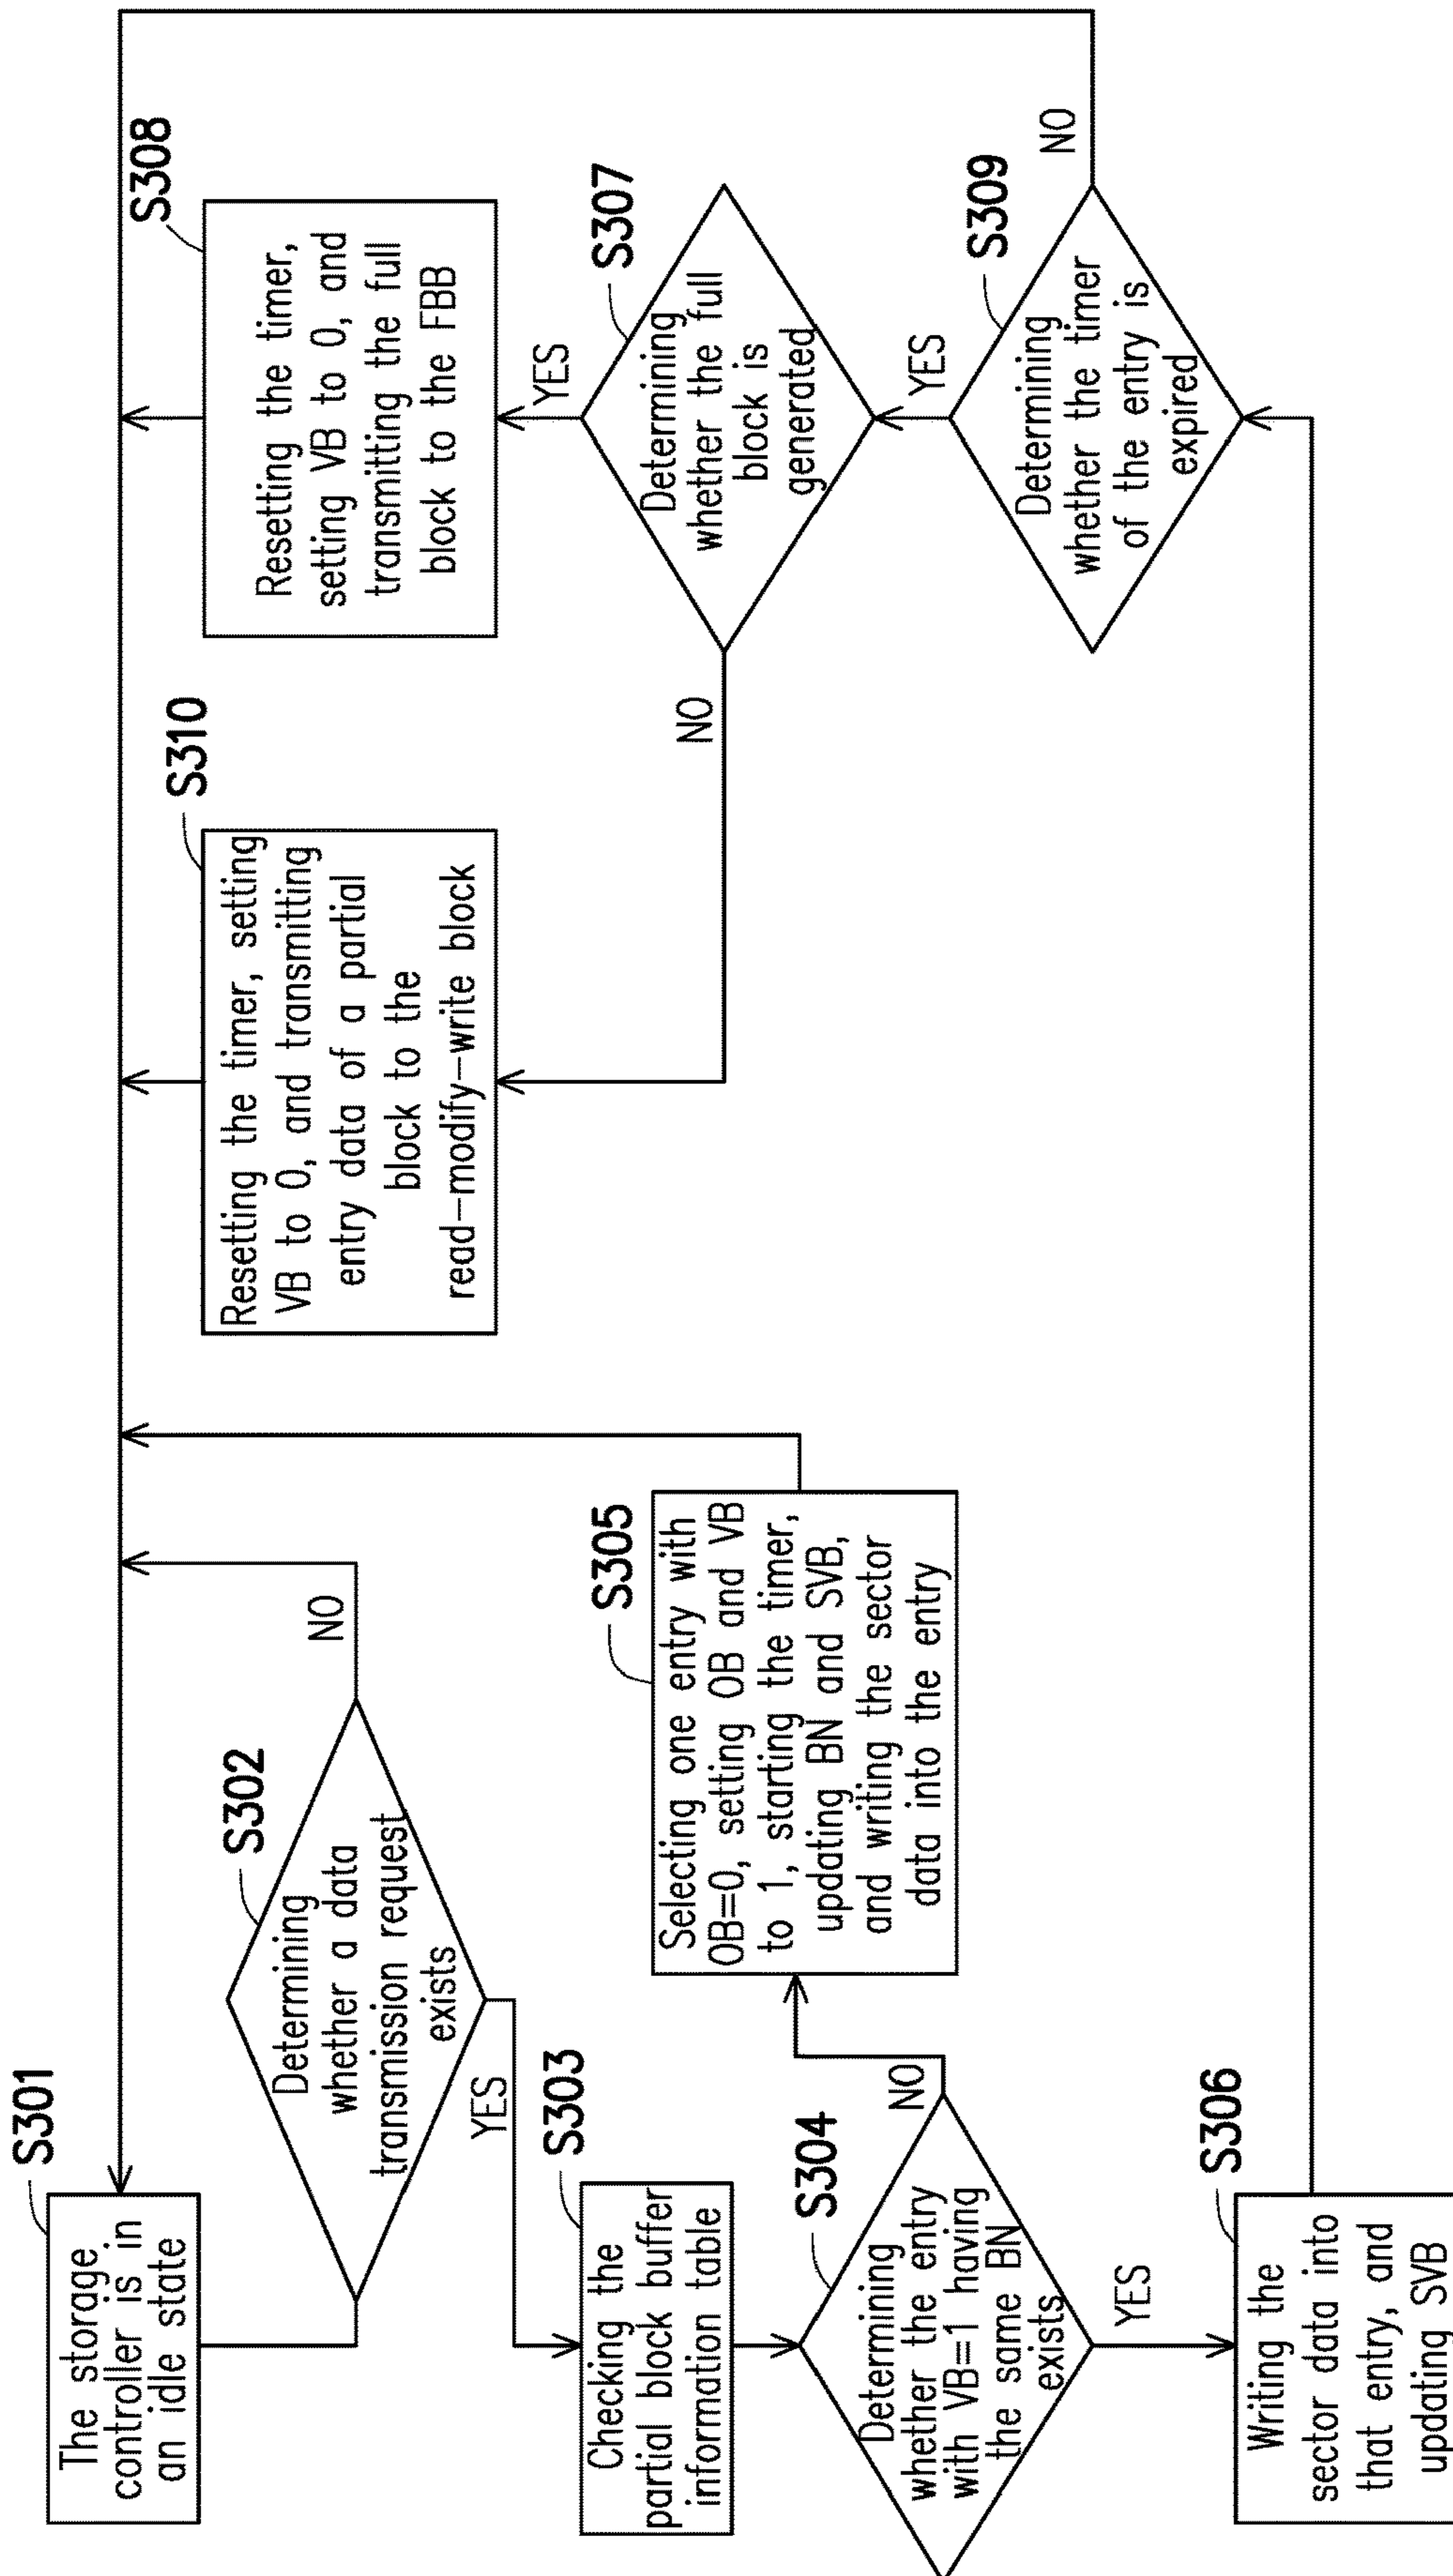 S301
The storage
controller is in
an idle state
S302
Determining
whether a data
transmission request
exists
NO
YES
S303
Checking the
partial block buffer
information table
S304
Determining
whether the entry
with VB=1 having
the same BN
exists
NO
YES
S305
Selecting one entry with
OB=0, setting OB and VB
to 1, starting the timer,
updating BN and SVB,
and writing the sector
data into the entry
S306
Writing the
sector data into
that entry, and
updating SVB
S310
Resetting the timer, setting
VB to 0, and transmitting
entry data of a partial
block to the
read-modify-write block
S308
Resetting the timer,
setting VB to 0, and
transmitting the full
block to the FBB
S307
Determining
whether the full
block is
generated
NO
YES
S309
Determining
whether the timer
of the entry is
expired
YES
NO